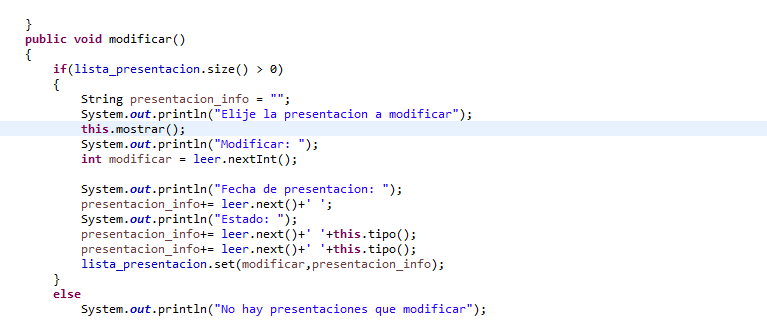 }
public void modificar()
{
if(lista_presentacion.size() > 0)
{
String presentacion_info = "";
System.out.println("Elije la presentacion a modificar");
this.mostrar();
System.out.println("Modificar: ");
int modificar = leer.nextInt();
System.out.println("Fecha de presentacion: ");
presentacion_info+= leer.next()+' ';
System.out.println("Estado: ");
presentacion_info+= leer.next()+' '+this.tipo();
presentacion_info+= leer.next()+' '+this.tipo();
lista_presentacion.set(modificar,presentacion_info);
}
else
System.out.println("No hay presentaciones que modificar");